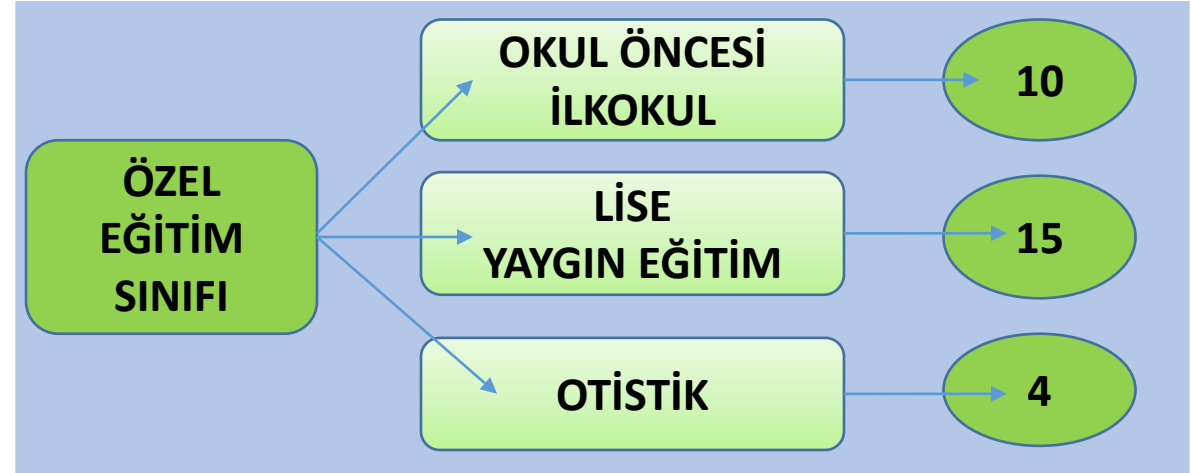 ÖZEL
EĞİTİM
SINIFI
OKUL ÖNCESİ
İLKOKUL
10
LİSE
YAYGIN EĞİTİM
15
OTİSTİK
4